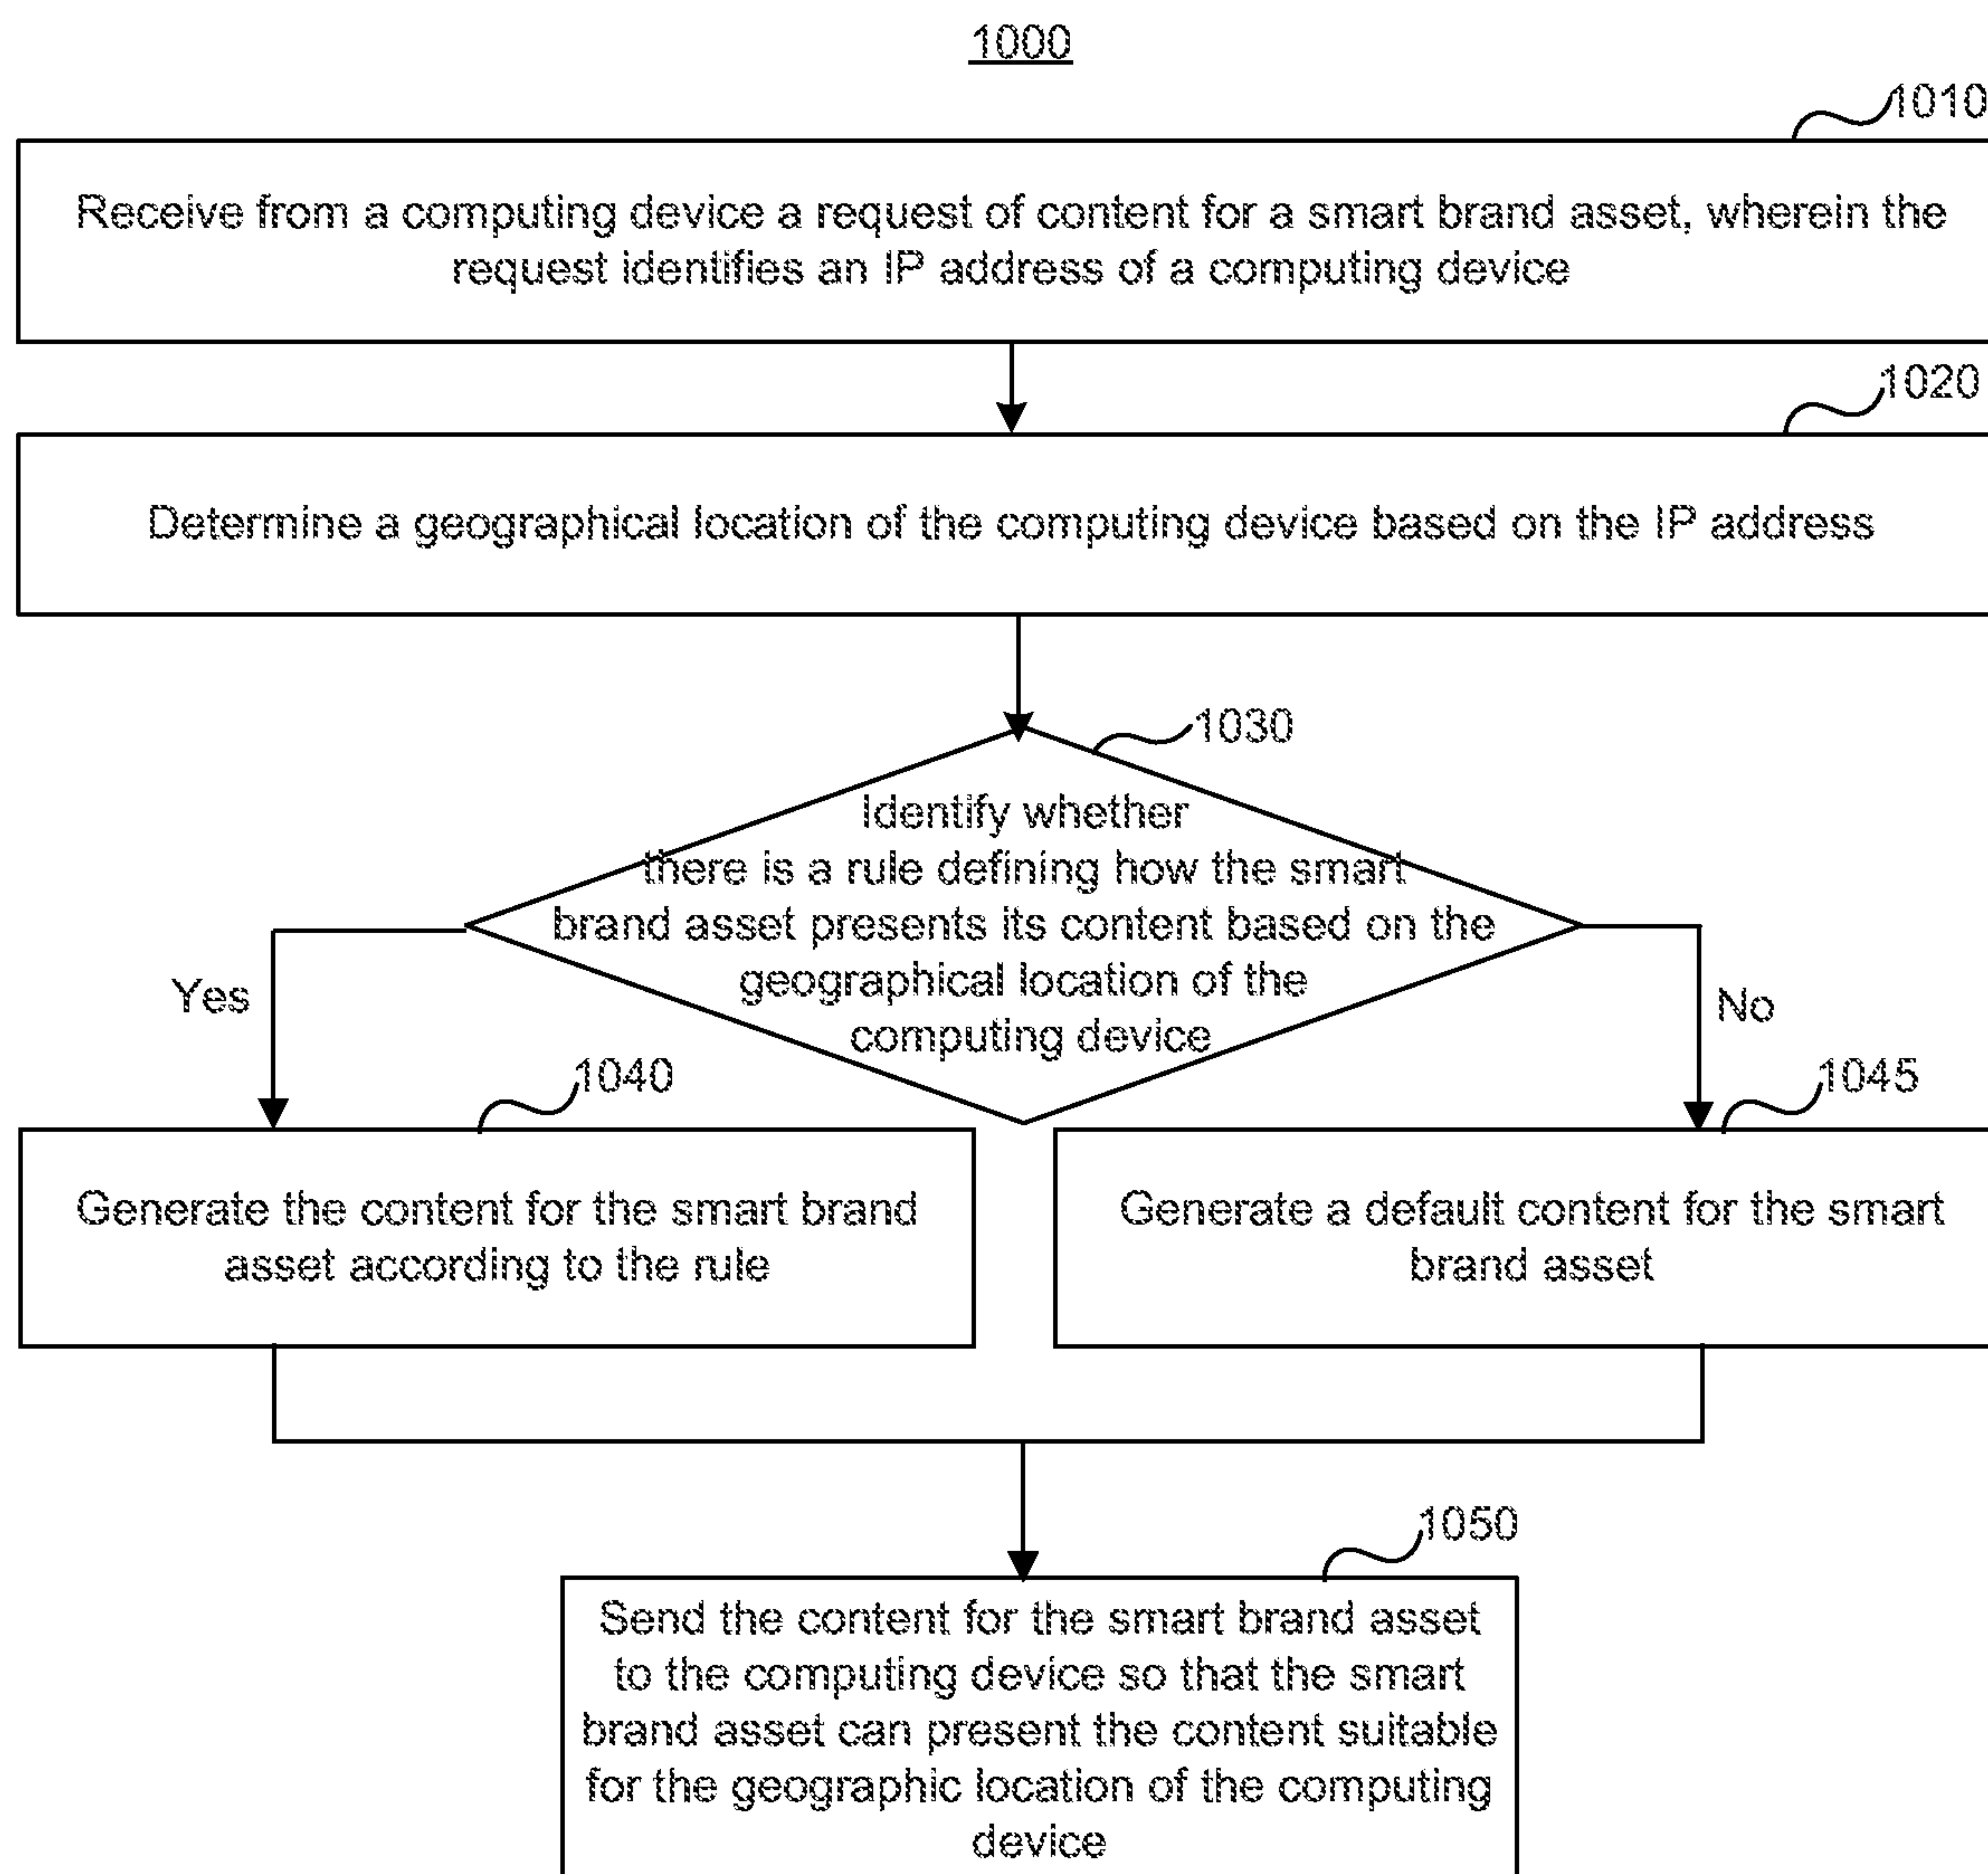 1000
1010
Receive from a computing device a request of content for a smart brand asset, wherein the
request identifies an IP address of a computing device
1020
Determine a geographical location of the computing device based on the IP address
1030
Identify whether
there is a rule defining how the smart
brand asset presents its content based on the
geographical location of the
computing device
Yes
No
1040
1045
Generate the content for the smart brand
asset according to the rule
Generate a default content for the smart
brand asset
1050
Send the content for the smart brand asset
to the computing device so that the smart
brand asset can present the content suitable
for the geographic location of the computing
device